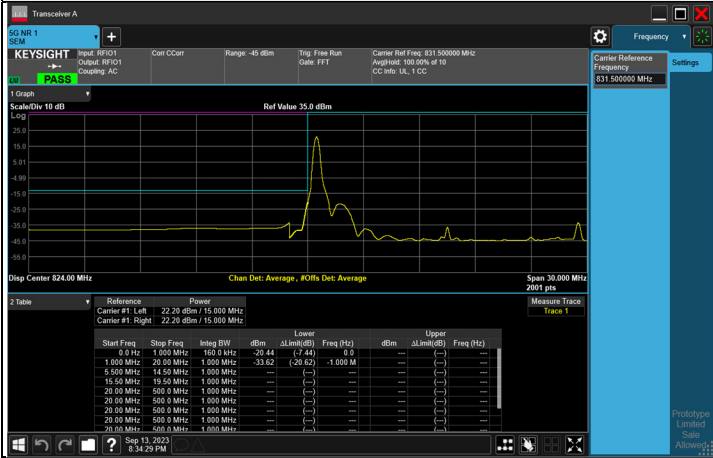 Transceiver A
5G NR 1
SEM
+
Frequency
KEYSIGHT
Input: RFIO1
Output: RFIO1
Coupling: AC
Corr CCorr
Range: -45 dBm
Trig: Free Run
Gate: FFT
Carrier Ref Freq: 831.500000 MHz
Avg|Hold: 100.00% of 10
CC Info: UL, 1 CC
PASS
Carrier Reference
Frequency
831.500000 MHz
Settings
1 Graph
Scale/Div 10 dB
Ref Value 35.0 dBm
Log
25.0
15.0
5.01
-4.99
-15.0
-25.0
-35.0
-45.0
-55.0
Disp Center 824.00 MHz
Chan Det: Average , #Offs Det: Average
Span 30.000 MHz
2001 pts
2 Table
Reference Power
Carrier #1: Left 22.20 dBm / 15.000 MHz
Carrier #1: Right 22.20 dBm / 15.000 MHz
Measure Trace
Trace 1
Lower Upper
Start Freq Stop Freq Integ BW dBm ΔLimit(dB) Freq (Hz) dBm ΔLimit(dB) Freq (Hz)
0.0 Hz 1.000 MHz 160.0 kHz -20.44 (-7.44) 0.0 --- (---) ---
1.000 MHz 20.00 MHz 1.000 MHz -33.62 (-20.62) -1.000 M --- (---) ---
5.500 MHz 14.50 MHz 1.000 MHz --- (---) --- --- (---) ---
15.50 MHz 19.50 MHz 1.000 MHz --- (---) --- --- (---) ---
20.00 MHz 500.0 MHz 1.000 MHz --- (---) --- --- (---) ---
20.00 MHz 500.0 MHz 1.000 MHz --- (---) --- --- (---) ---
20.00 MHz 500.0 MHz 1.000 MHz --- (---) --- --- (---) ---
20.00 MHz 500.0 MHz 1.000 MHz --- (---) --- --- (---) ---
20.00 MHz 500.0 MHz 1.000 MHz --- (---) --- --- (---) ---
Prototype
Limited
Sale
Allowed
?
Sep 13, 2023
8:34:29 PM